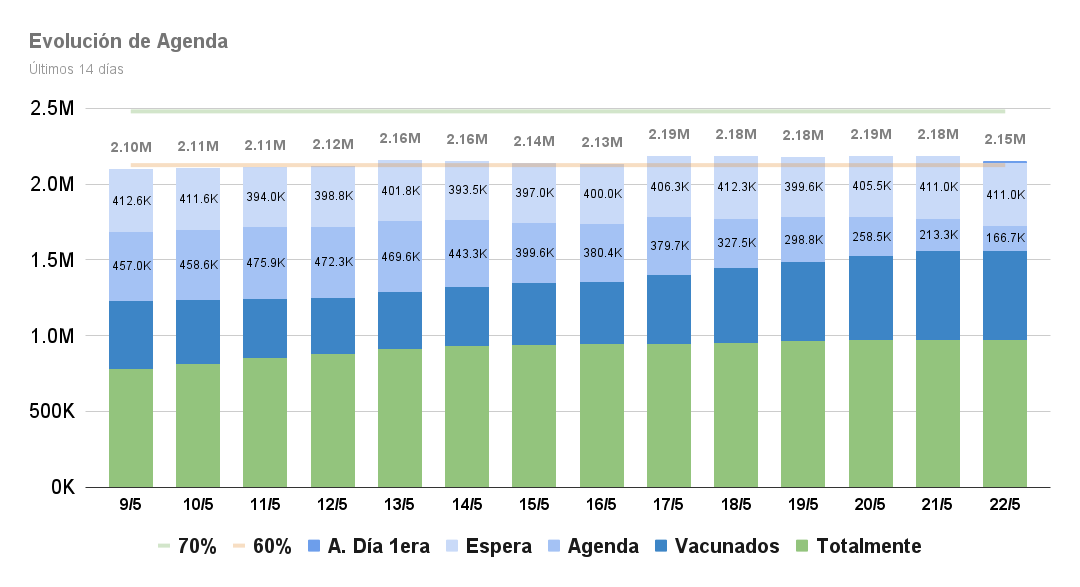 Evolución de Agenda
Últimos 14 días
2.5M
2.0M
1.5M
1.0M
500K
0K
2.10M 2.11M 2.11M 2.12M 2.16M 2.16M 2.14M 2.13M 2.19M 2.18M 2.18M 2.19M 2.18M 2.15M
412.6K 411.6K 394.0K 398.8K 401.8K 393.5K 397.0K 400.0K 406.3K 412.3K 399.6K 405.5K 411.0K 411.0K
457.0K 458.6K 475.9K 472.3K 469.6K 443.3K 399.6K 380.4K 379.7K 327.5K 298.8K 258.5K 213.3K 166.7K
9/5 10/5 11/5 12/5 13/5 14/5 15/5 16/5 17/5 18/5 19/5 20/5 21/5 22/5
70% 60% A. Día 1era Espera Agenda Vacunados Totalmente